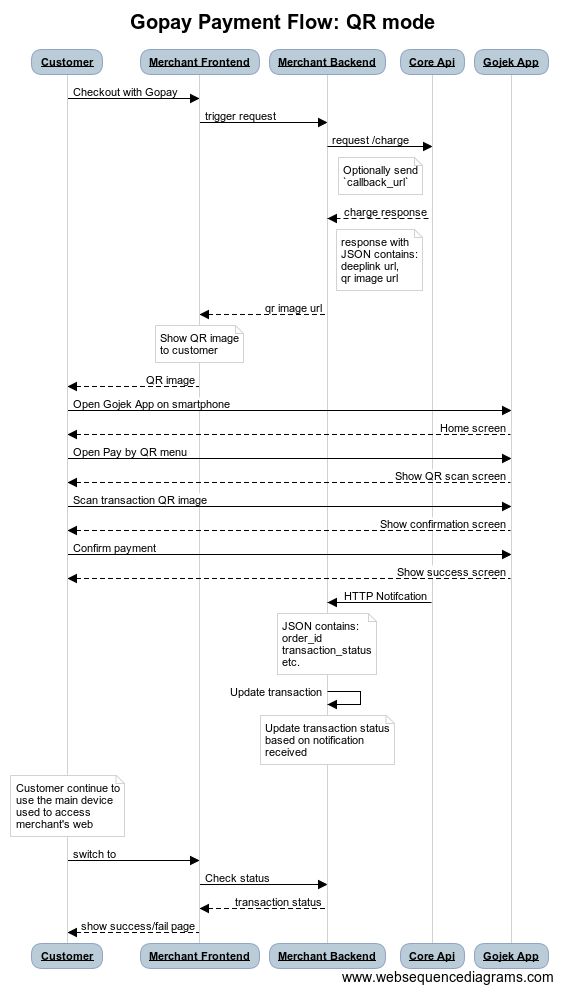 Gopay Payment Flow: QR mode
Customer
Merchant Frontend
Merchant Backend
Core Api
Gojek App
Checkout with Gopay
trigger request
request /charge
Optionally send
`callback_url`
charge response
response with
JSON contains:
deeplink url,
qr image url
qr image url
Show QR image
to customer
QR image
Open Gojek App on smartphone
Home screen
Open Pay by QR menu
Show QR scan screen
Scan transaction QR image
Show confirmation screen
Confirm payment
Show success screen
HTTP Notifcation
JSON contains:
order_id
transaction_status
etc.
Update transaction
Update transaction status
based on notification
received
Customer continue to
use the main device
used to access
merchant's web
switch to
Check status
transaction status
show success/fail page
Customer
Merchant Frontend
Merchant Backend
Core Api
Gojek App
www.websequencediagrams.com